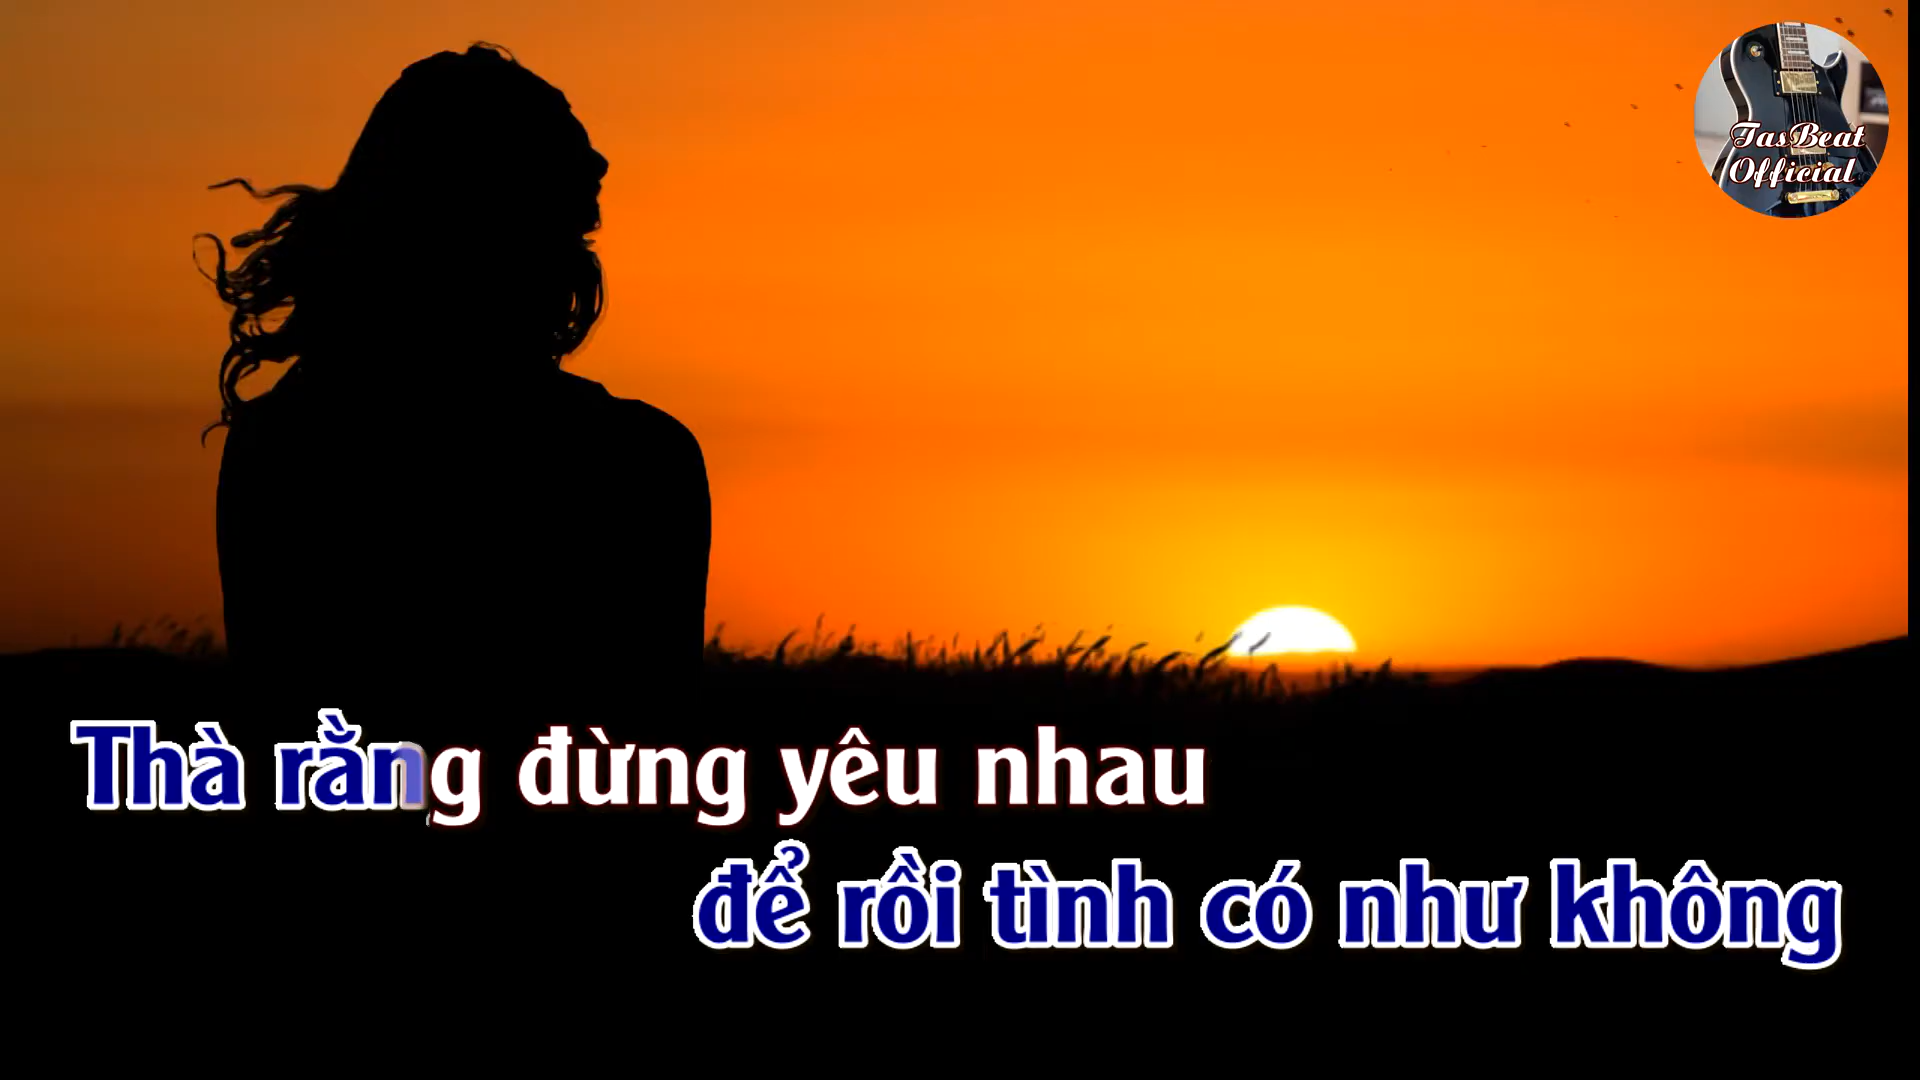 TasBeat
Official
Thà rằng đừng yêu nhau
để rồi tình có như không